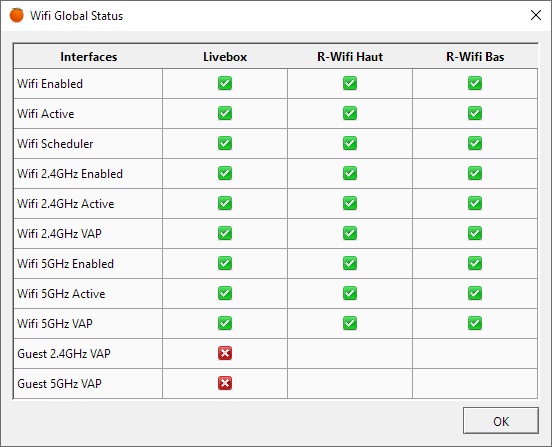 Wifi Global Status
Interfaces Livebox R-Wifi Haut R-Wifi Bas
Wifi Enabled
Wifi Active
Wifi Scheduler
Wifi 2.4GHz Enabled
Wifi 2.4GHz Active
Wifi 2.4GHz VAP
Wifi 5GHz Enabled
Wifi 5GHz Active
Wifi 5GHz VAP
Guest 2.4GHz VAP
Guest 5GHz VAP
OK